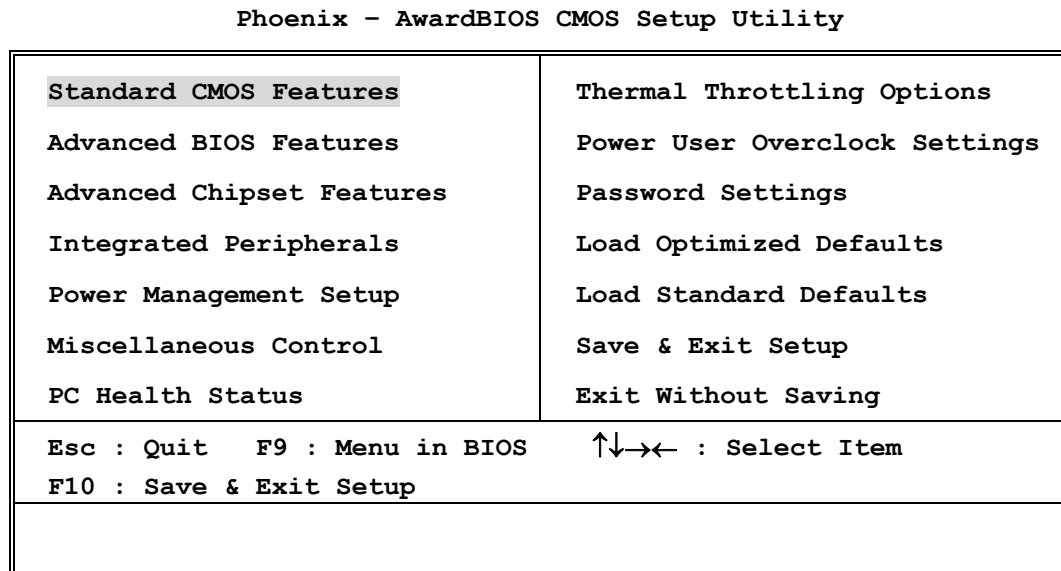 Phoenix – AwardBIOS CMOS Setup Utility
Standard CMOS Features
Advanced BIOS Features
Advanced Chipset Features
Integrated Peripherals
Power Management Setup
Miscellaneous Control
PC Health Status
Thermal Throttling Options
Power User Overclock Settings
Password Settings
Load Optimized Defaults
Load Standard Defaults
Save & Exit Setup
Exit Without Saving
Esc : Quit F9 : Menu in BIOS ↑↓→← : Select Item
F10 : Save & Exit Setup